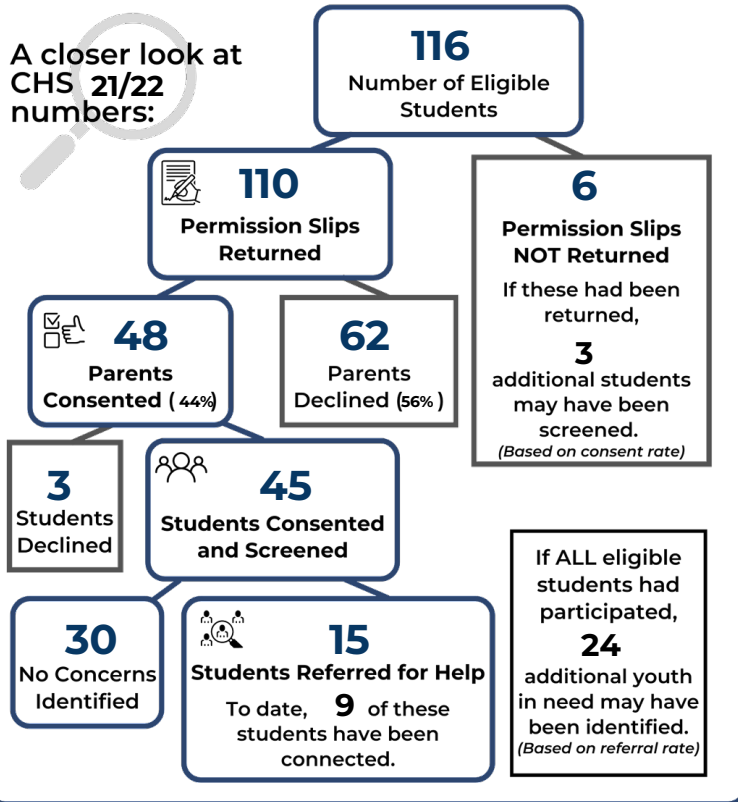 A closer look at
CHS 21/22
numbers:
116
Number of Eligible
Students
110
Permission Slips
Returned
6
Permission Slips
NOT Returned
If these had been
returned,
3
additional students
may have been
screened.
(Based on consent rate)
48
Parents
Consented ( 44%)
62
Parents
Declined (56% )
3
Students
Declined
45
Students Consented
and Screened
30
No Concerns
Identified
15
Students Referred for Help
To date, 9 of these
students have been
connected.
If ALL eligible
students had
participated,
24
additional youth
in need may have
been identified.
(Based on referral rate)